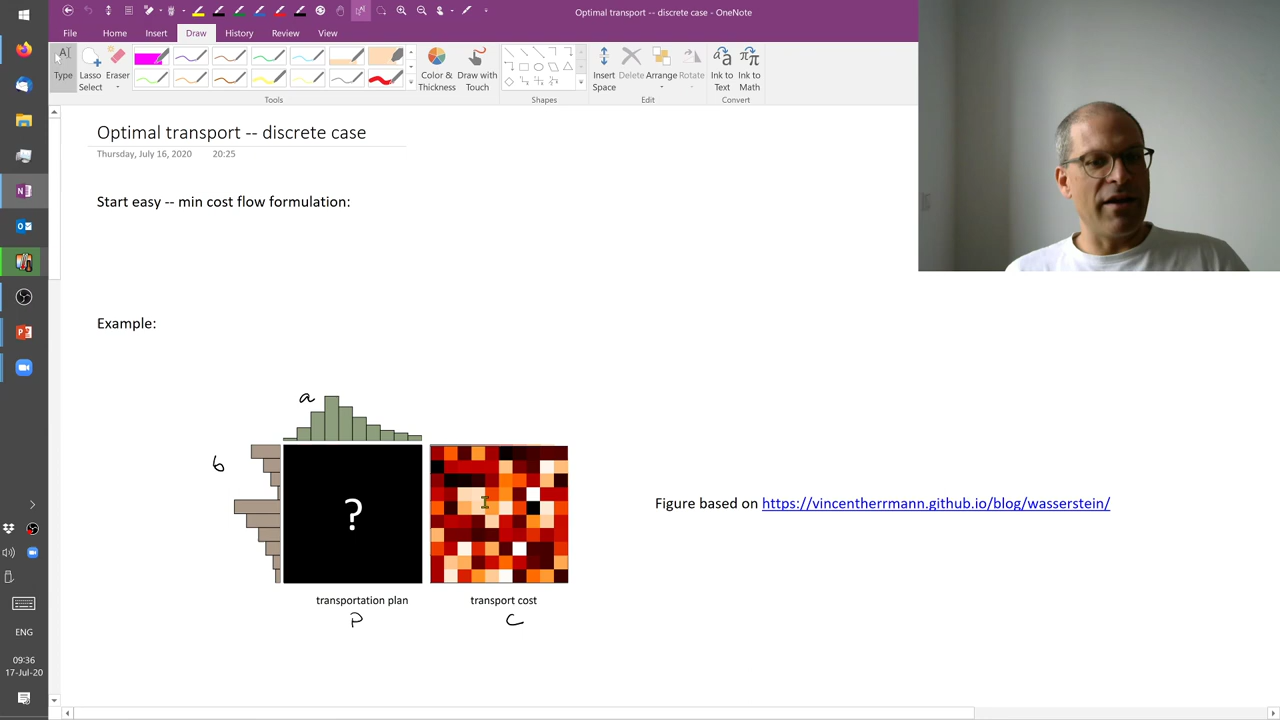 Optimal transport -- discrete case - OneNote
File Home Insert Draw History Review View
Type Lasso Select Eraser Color & Thickness Draw with Touch Insert Space Delete Arrange Rotate Ink to Text Ink to Math
Tools Shapes Edit Convert
Optimal transport -- discrete case
Thursday, July 16, 2020 20:25
Start easy -- min cost flow formulation:
Example:
a
b
?
Figure based on https://vincentherrmann.github.io/blog/wasserstein/
transportation plan transport cost
P C
ENG
09:36
17-Jul-20